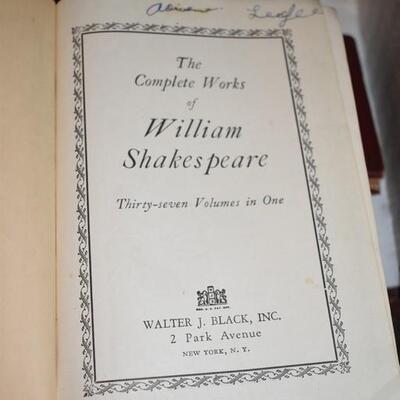 The
Complete Works
of
William
Shakespeare
Thirty-seven Volumes in One
WALTER J. BLACK, INC.
2 Park Avenue
NEW YORK, N. Y.